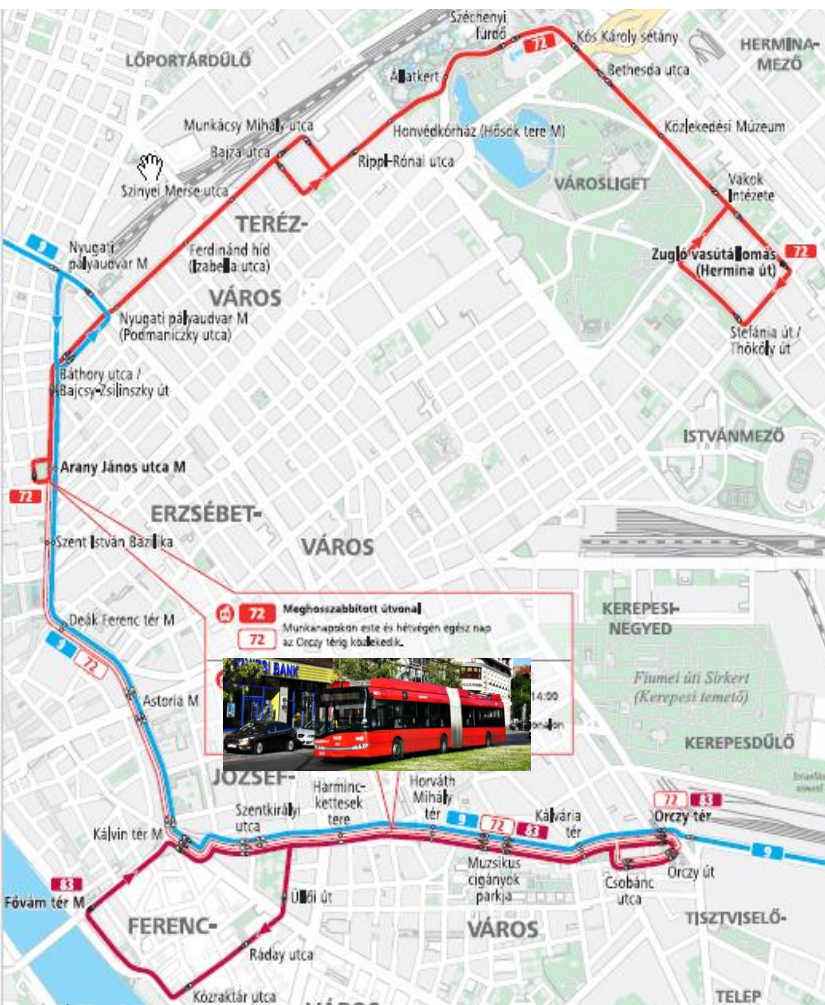 Széchenyi
fürdő
72
Kós Károly sétány
HERMINA-
MEZŐ
LŐPORTÁRDŰLŐ
Állatkert
Bethesda utca
Munkácsy Mihály utca
Honvédkórház (Hősök tere M)
Közlekedési Múzeum
Bajza utca
Rippl-Rónai utca
Szinyei Merse utca
VÁROSLIGET
Vakok
Intézete
TERÉZ-
9
Nyugati
pályaudvar M
Ferdinánd híd
(Izabella utca)
Zugló vasútállomás
(Hermina út)
72
VÁROS
Nyugati pályaudvar M
(Podmaniczky utca)
Stefánia út /
Thököly út
Báthory utca /
Bajcsy-Zsilinszky út
ISTVÁNMEZŐ
Arany János utca M
72
ERZSÉBET-
Szent István Bazilika
VÁROS
72 Meghosszabbított útvonal
72 Munkanapokon este és hétvégén egész nap
az Orczy térig közlekedik.
KEREPESI-
NEGYED
Deák Ferenc tér M
9 72
Fiumei úti Sírkert
(Kerepesi temető)
BANK
14:00
Astoria M
KEREPESDŰLŐ
JÓZSEF-
Harminc-
kettesek
tere
Horváth
Mihály
tér
72 83
Orczy tér
Szentkirályi
utca
Kálvin tér M
9 72 83
Kálvária
tér
9
Muzsikus
cigányok
parkja
Csobánc
utca
Orczy út
83
Fővám tér M
Üllői út
FERENC-
VÁROS
TISZTVISELŐ-
Ráday utca
Közraktár utca
VÁROS
TELEP